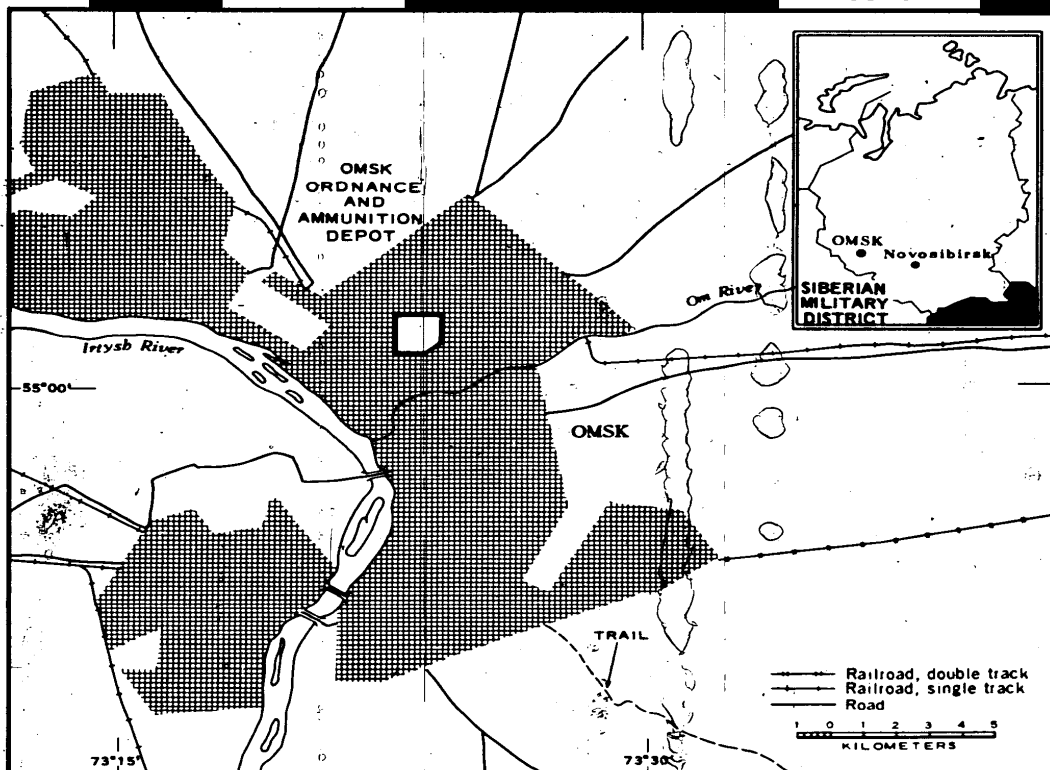 OMSK
ORDNANCE
AND
AMMUNITION
DEPOT
OMSK
Novosibirsk
SIBERIAN
MILITARY
DISTRICT
Om River
Irtysh River
55°00'
OMSK
TRAIL
Railroad, double track
Railroad, single track
Road
1 0 1 2 3 4 5
KILOMETERS
73°15'
73°30'